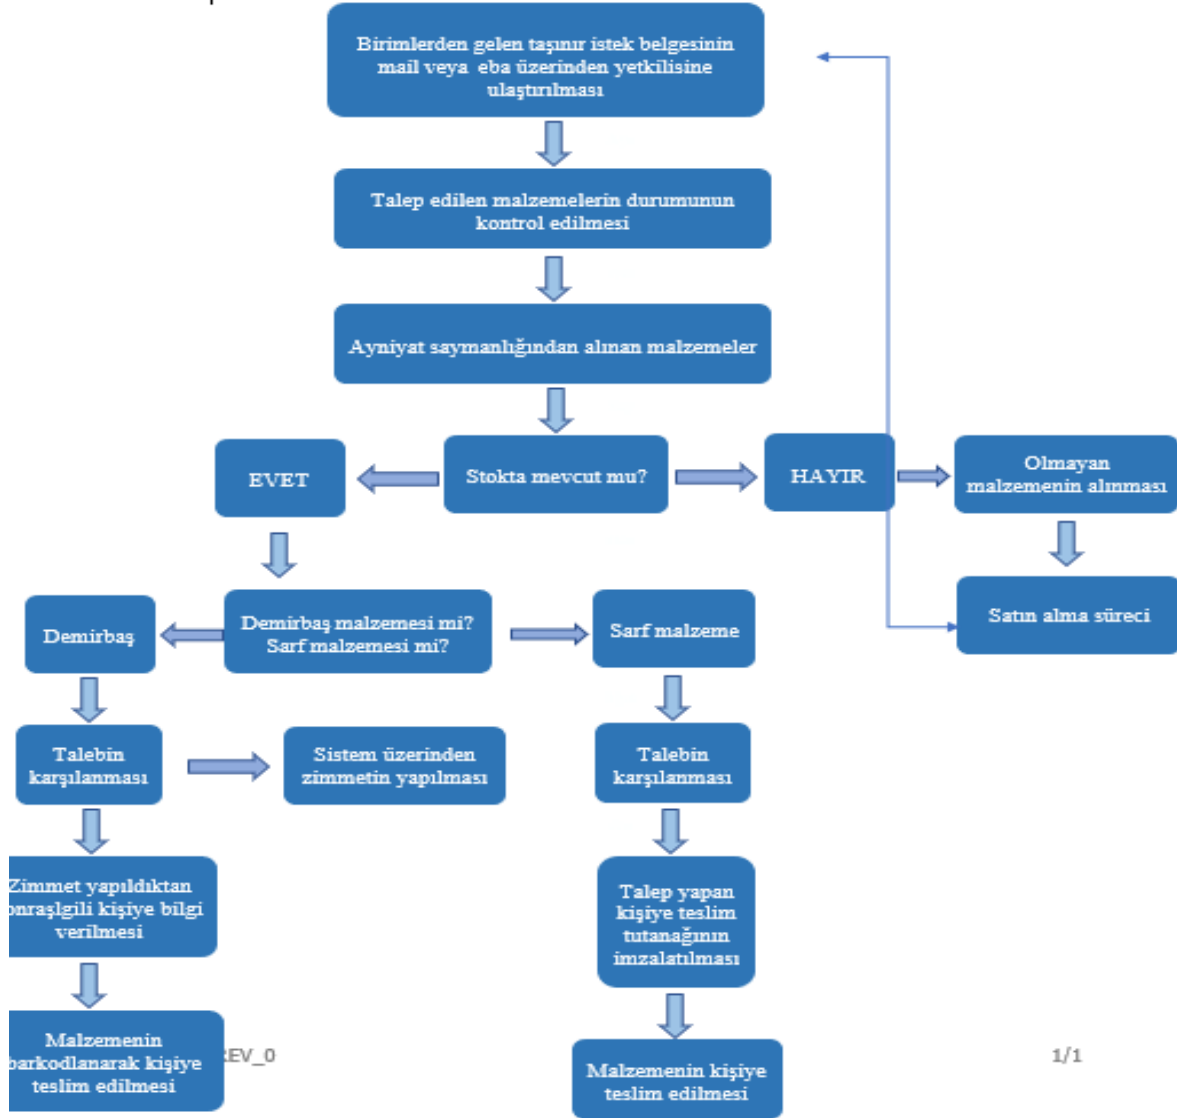 Birimlerden gelen taşınır istek belgesinin
mail veya eba üzerinden yetkilisine
ulaştırılması
Talep edilen malzemelerin durumunun
kontrol edilmesi
Ayniyat saymanlığından alınan malzemeler
EVET
Stokta mevcut mu?
HAYIR
Olmayan
malzemenin alınması
Satın alma süreci
Demirbaş
Demirbaş malzemesi mi?
Sarf malzemesi mi?
Sarf malzeme
Talebin
karşılanması
Sistem üzerinden
zimmetin yapılması
Talebin
karşılanması
Zimmet yapıldıktan
onraşlgili kişiye bilgi
verilmesi
Talep yapan
kişiye teslim
tutanağının
imzalatılması
Malzemenin
barkodlanarak kişiye
teslim edilmesi
REV_0
Malzemenin kişiye
teslim edilmesi
1/1